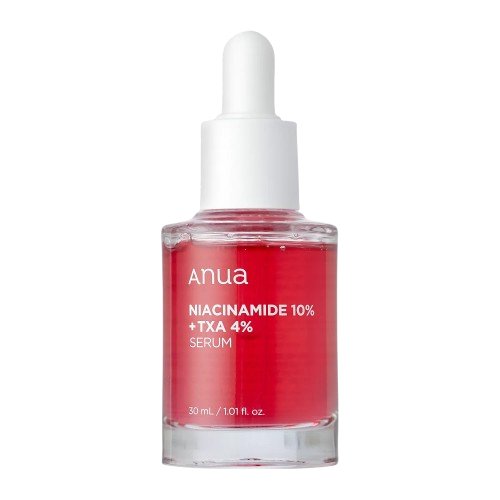 Anua
NIACINAMIDE 10%
+TXA 4%
SERUM
30 mL / 1.01 fl. oz.